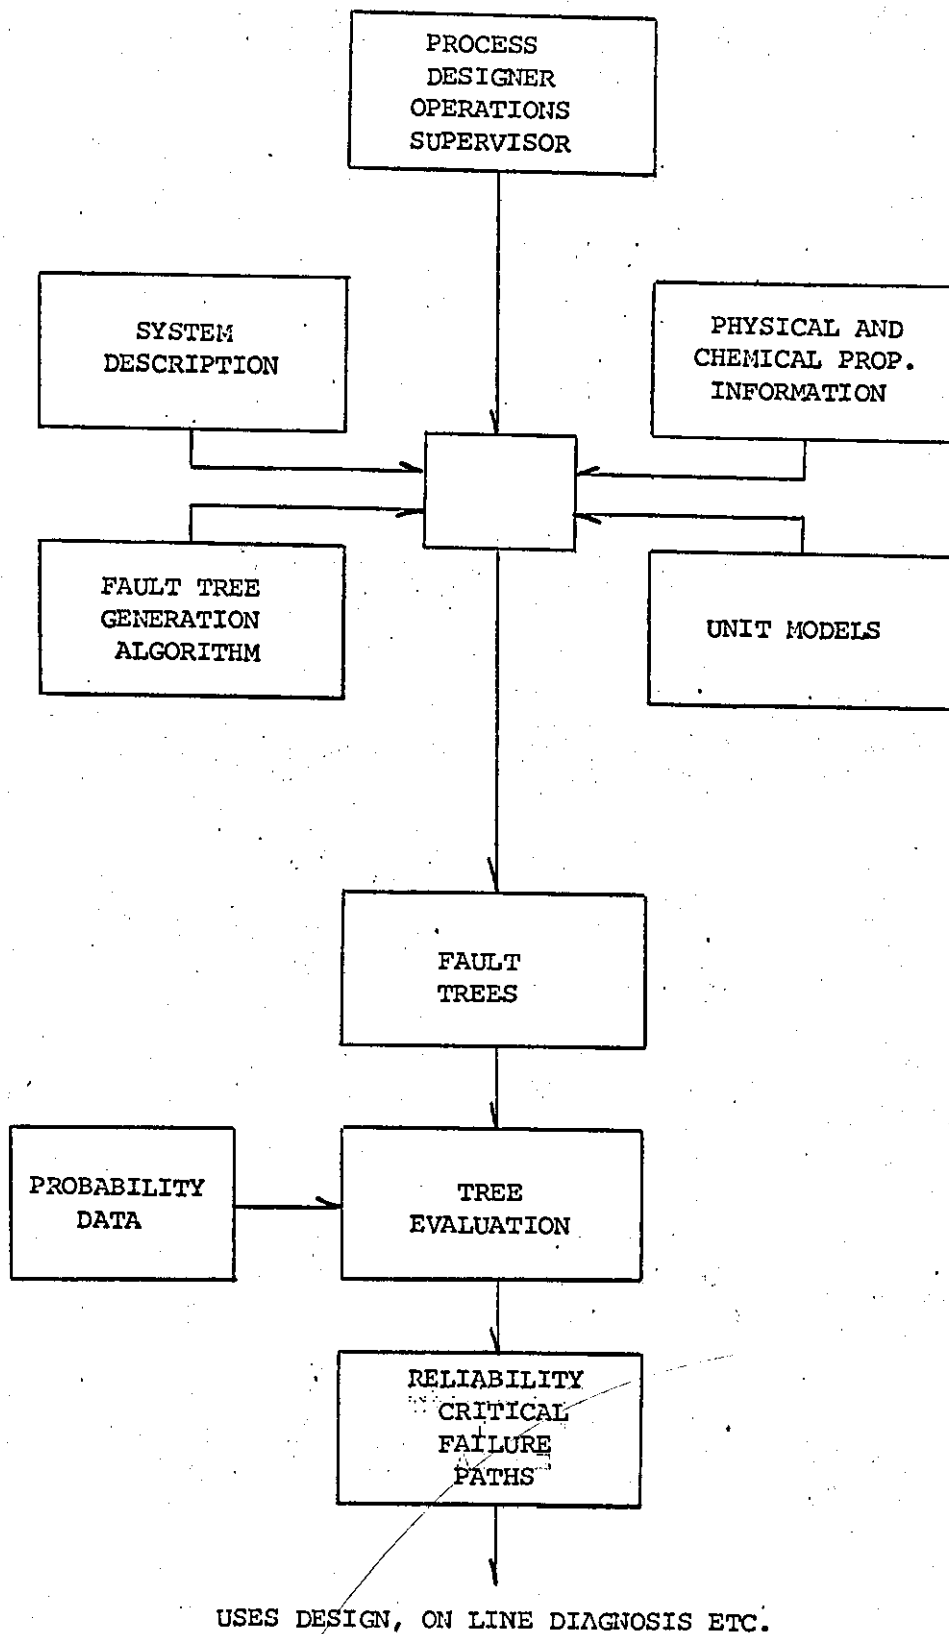 PROCESS
DESIGNER
OPERATIONS
SUPERVISOR
SYSTEM
DESCRIPTION
PHYSICAL AND
CHEMICAL PROP.
INFORMATION
FAULT TREE
GENERATION
ALGORITHM
UNIT MODELS
FAULT
TREES
PROBABILITY
DATA
TREE
EVALUATION
RELIABILITY
CRITICAL
FAILURE
PATHS
USES DESIGN, ON LINE DIAGNOSIS ETC.